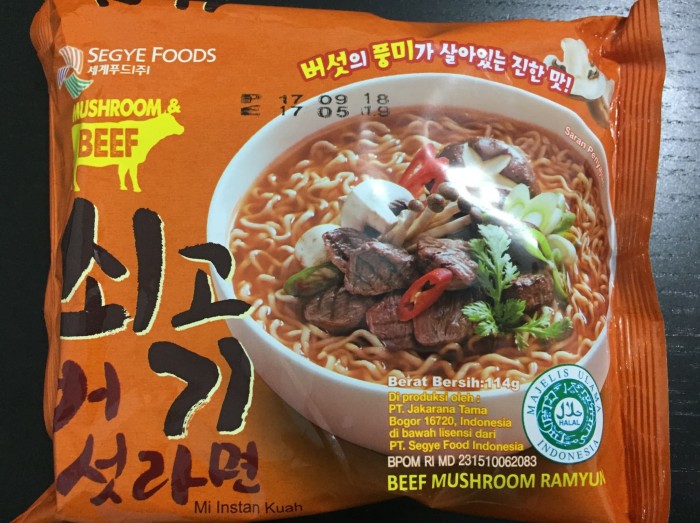 SEGYE FOODS
세계푸드(주)
버섯의 풍미가 살아있는 진한 맛!
P 17 09 18
E 17 05 19
MUSHROOM &
BEEF
쇠고기
버섯라면
Mi Instan Kuah
Berat Bersih:114g
Di produksi oleh :
PT. Jakarana Tama
Bogor 16720, Indonesia
di bawah lisensi dari
PT. Segye Food Indonesia
BPOM RI MD 231510062083
BEEF MUSHROOM RAMYUN
MAJELIS ULAMA
حلال
HALAL
INDONESIA
Saran